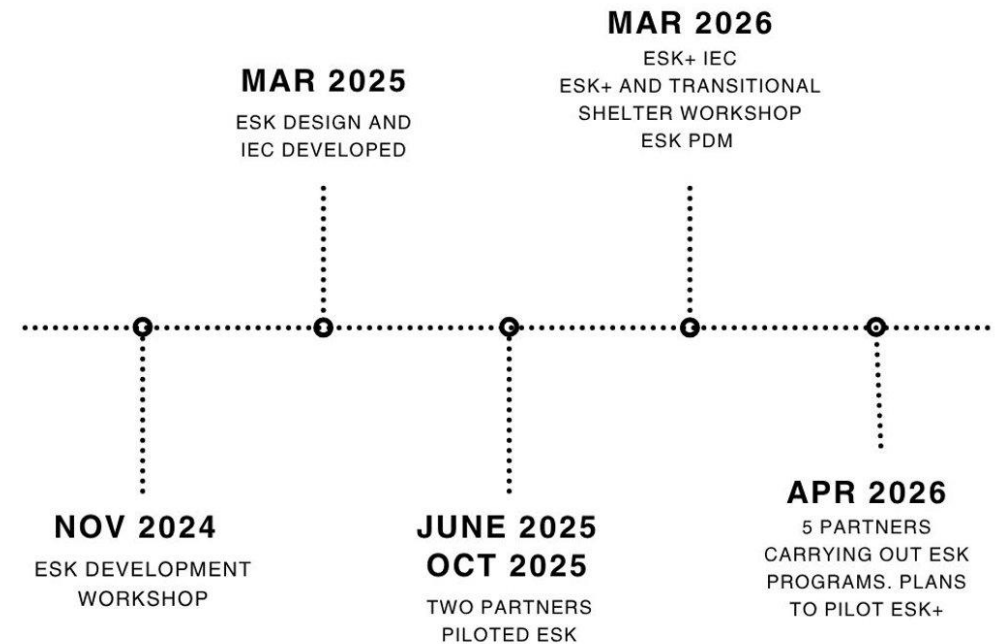 MAR 2026
ESK+ IEC
ESK+ AND TRANSITIONAL
SHELTER WORKSHOP
ESK PDM
MAR 2025
ESK DESIGN AND
IEC DEVELOPED
NOV 2024
ESK DEVELOPMENT
WORKSHOP
JUNE 2025
OCT 2025
TWO PARTNERS
PILOTED ESK
APR 2026
5 PARTNERS
CARRYING OUT ESK
PROGRAMS. PLANS
TO PILOT ESK+